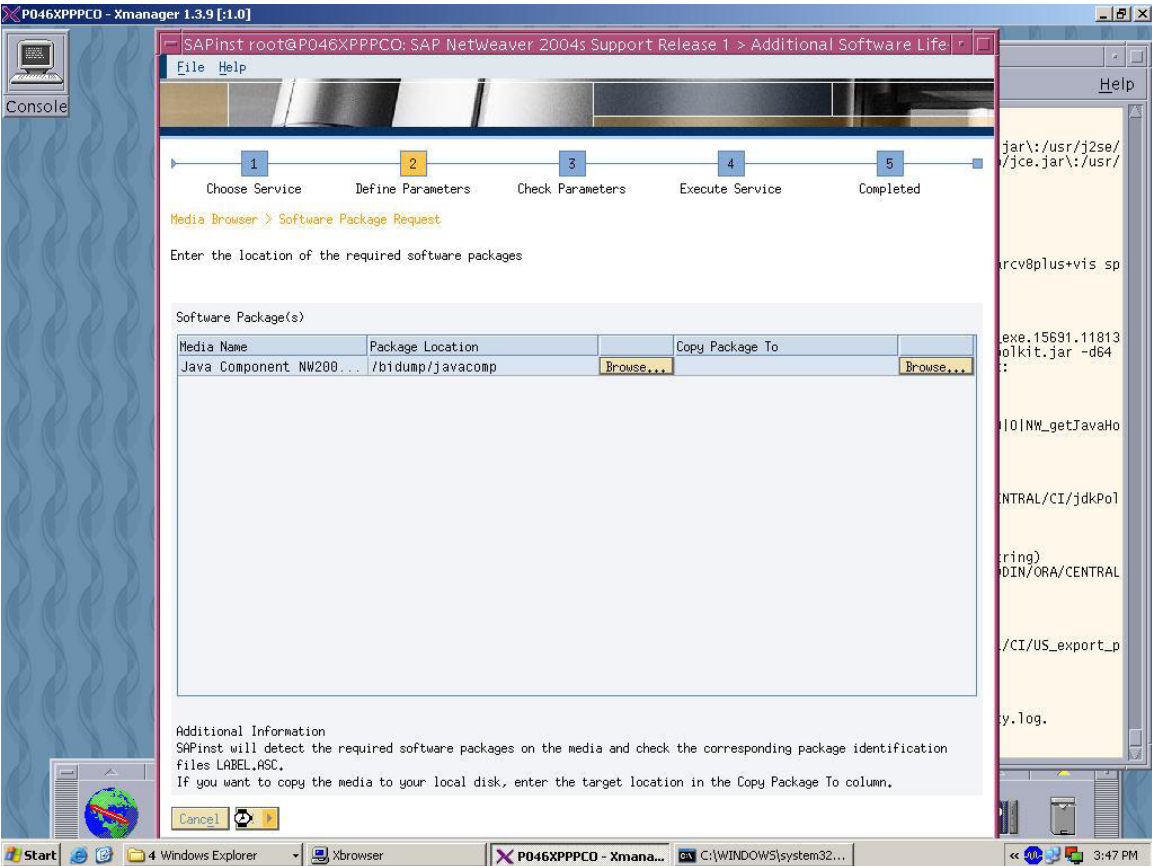 P046XPPPCO - Xmanager 1.3.9 [:1.0]
Console
SAPinst root@P046XPPPCO: SAP NetWeaver 2004s Support Release 1 > Additional Software Life-
File Help
Help
1 2 3 4 5
Choose Service Define Parameters Check Parameters Execute Service Completed
Media Browser > Software Package Request
Enter the location of the required software packages
Software Package(s)
Media Name Package Location Copy Package To
Java Component NW200... /bidump/javacomp Browse... Browse...
Additional Information
SAPinst will detect the required software packages on the media and check the corresponding package identification
files LABEL.ASC.
If you want to copy the media to your local disk, enter the target location in the Copy Package To column.
Cancel
jar\:/usr/j2se/
/jce.jar\:/usr/
rcv8plus+vis sp
exe.15691.11813
olkit.jar -d64
:
|O|NW_getJavaHo
NTRAL/CI/jdkPol
ring)
DIN/ORA/CENTRAL
/CI/US_export_p
y.log.
Start 4 Windows Explorer Xbrowser P046XPPPCO - Xmana... C:\WINDOWS\system32... 3:47 PM